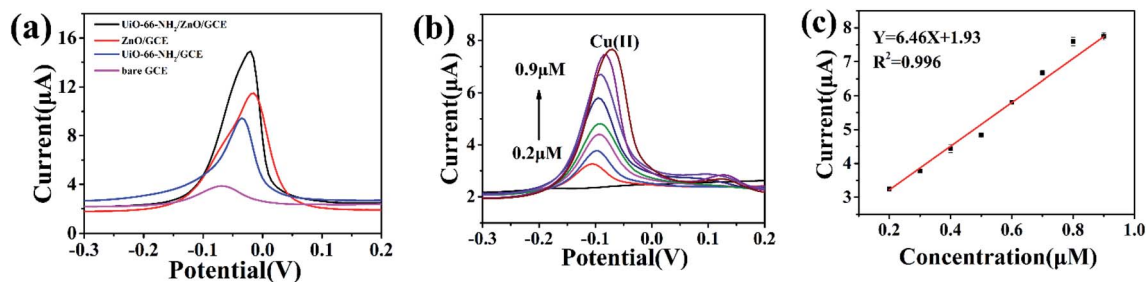 (a)
UiO-66-NH₂/ZnO/GCE
ZnO/GCE
UiO-66-NH₂/GCE
bare GCE
16
12
8
4
0
Current(μA)
-0.3 -0.2 -0.1 0.0 0.1 0.2
Potential(V)
(b)
Cu(II)
0.9μM
0.2μM
8
6
4
2
0
Current(μA)
-0.3 -0.2 -0.1 0.0 0.1 0.2
Potential(V)
(c)
Y=6.46X+1.93
R²=0.996
8
7
6
5
4
3
Current(μA)
0.2 0.4 0.6 0.8 1.0
Concentration(μM)